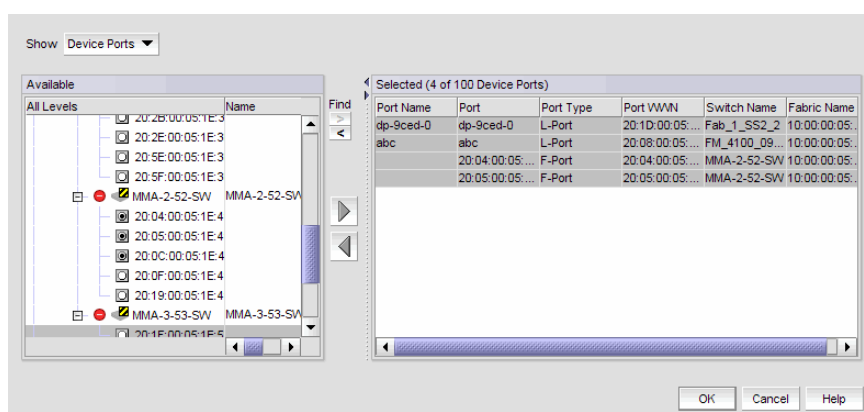 Show Device Ports
Available
All Levels Name
20:2B:00:05:1E:3
20:2E:00:05:1E:3
20:5E:00:05:1E:3
20:5F:00:05:1E:3
MMA-2-52-SW MMA-2-52-SW
20:04:00:05:1E:4
20:05:00:05:1E:4
20:0C:00:05:1E:4
20:0F:00:05:1E:4
20:19:00:05:1E:4
MMA-3-53-SW MMA-3-53-SW
20:1F:00:05:1E:5
Find
>
<
Selected (4 of 100 Device Ports)
Port Name Port Port Type Port WWN Switch Name Fabric Name
dp-9ced-0 dp-9ced-0 L-Port 20:1D:00:05:... Fab_1_SS2_2 10:00:00:05:.
abc abc L-Port 20:08:00:05:... FM_4100_09... 10:00:00:05:.
20:04:00:05:... F-Port 20:04:00:05:... MMA-2-52-SW 10:00:00:05:.
20:05:00:05:... F-Port 20:05:00:05:... MMA-2-52-SW 10:00:00:05:.
OK Cancel Help